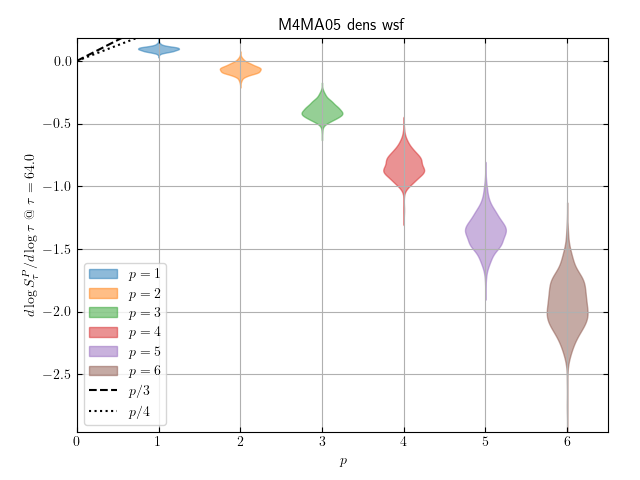 M4MA05 dens wsf
d log S_τ^p / d log τ @ τ = 64.0
0.0
−0.5
−1.0
−1.5
−2.0
−2.5
p = 1
p = 2
p = 3
p = 4
p = 5
p = 6
p/3
p/4
0 1 2 3 4 5 6
p